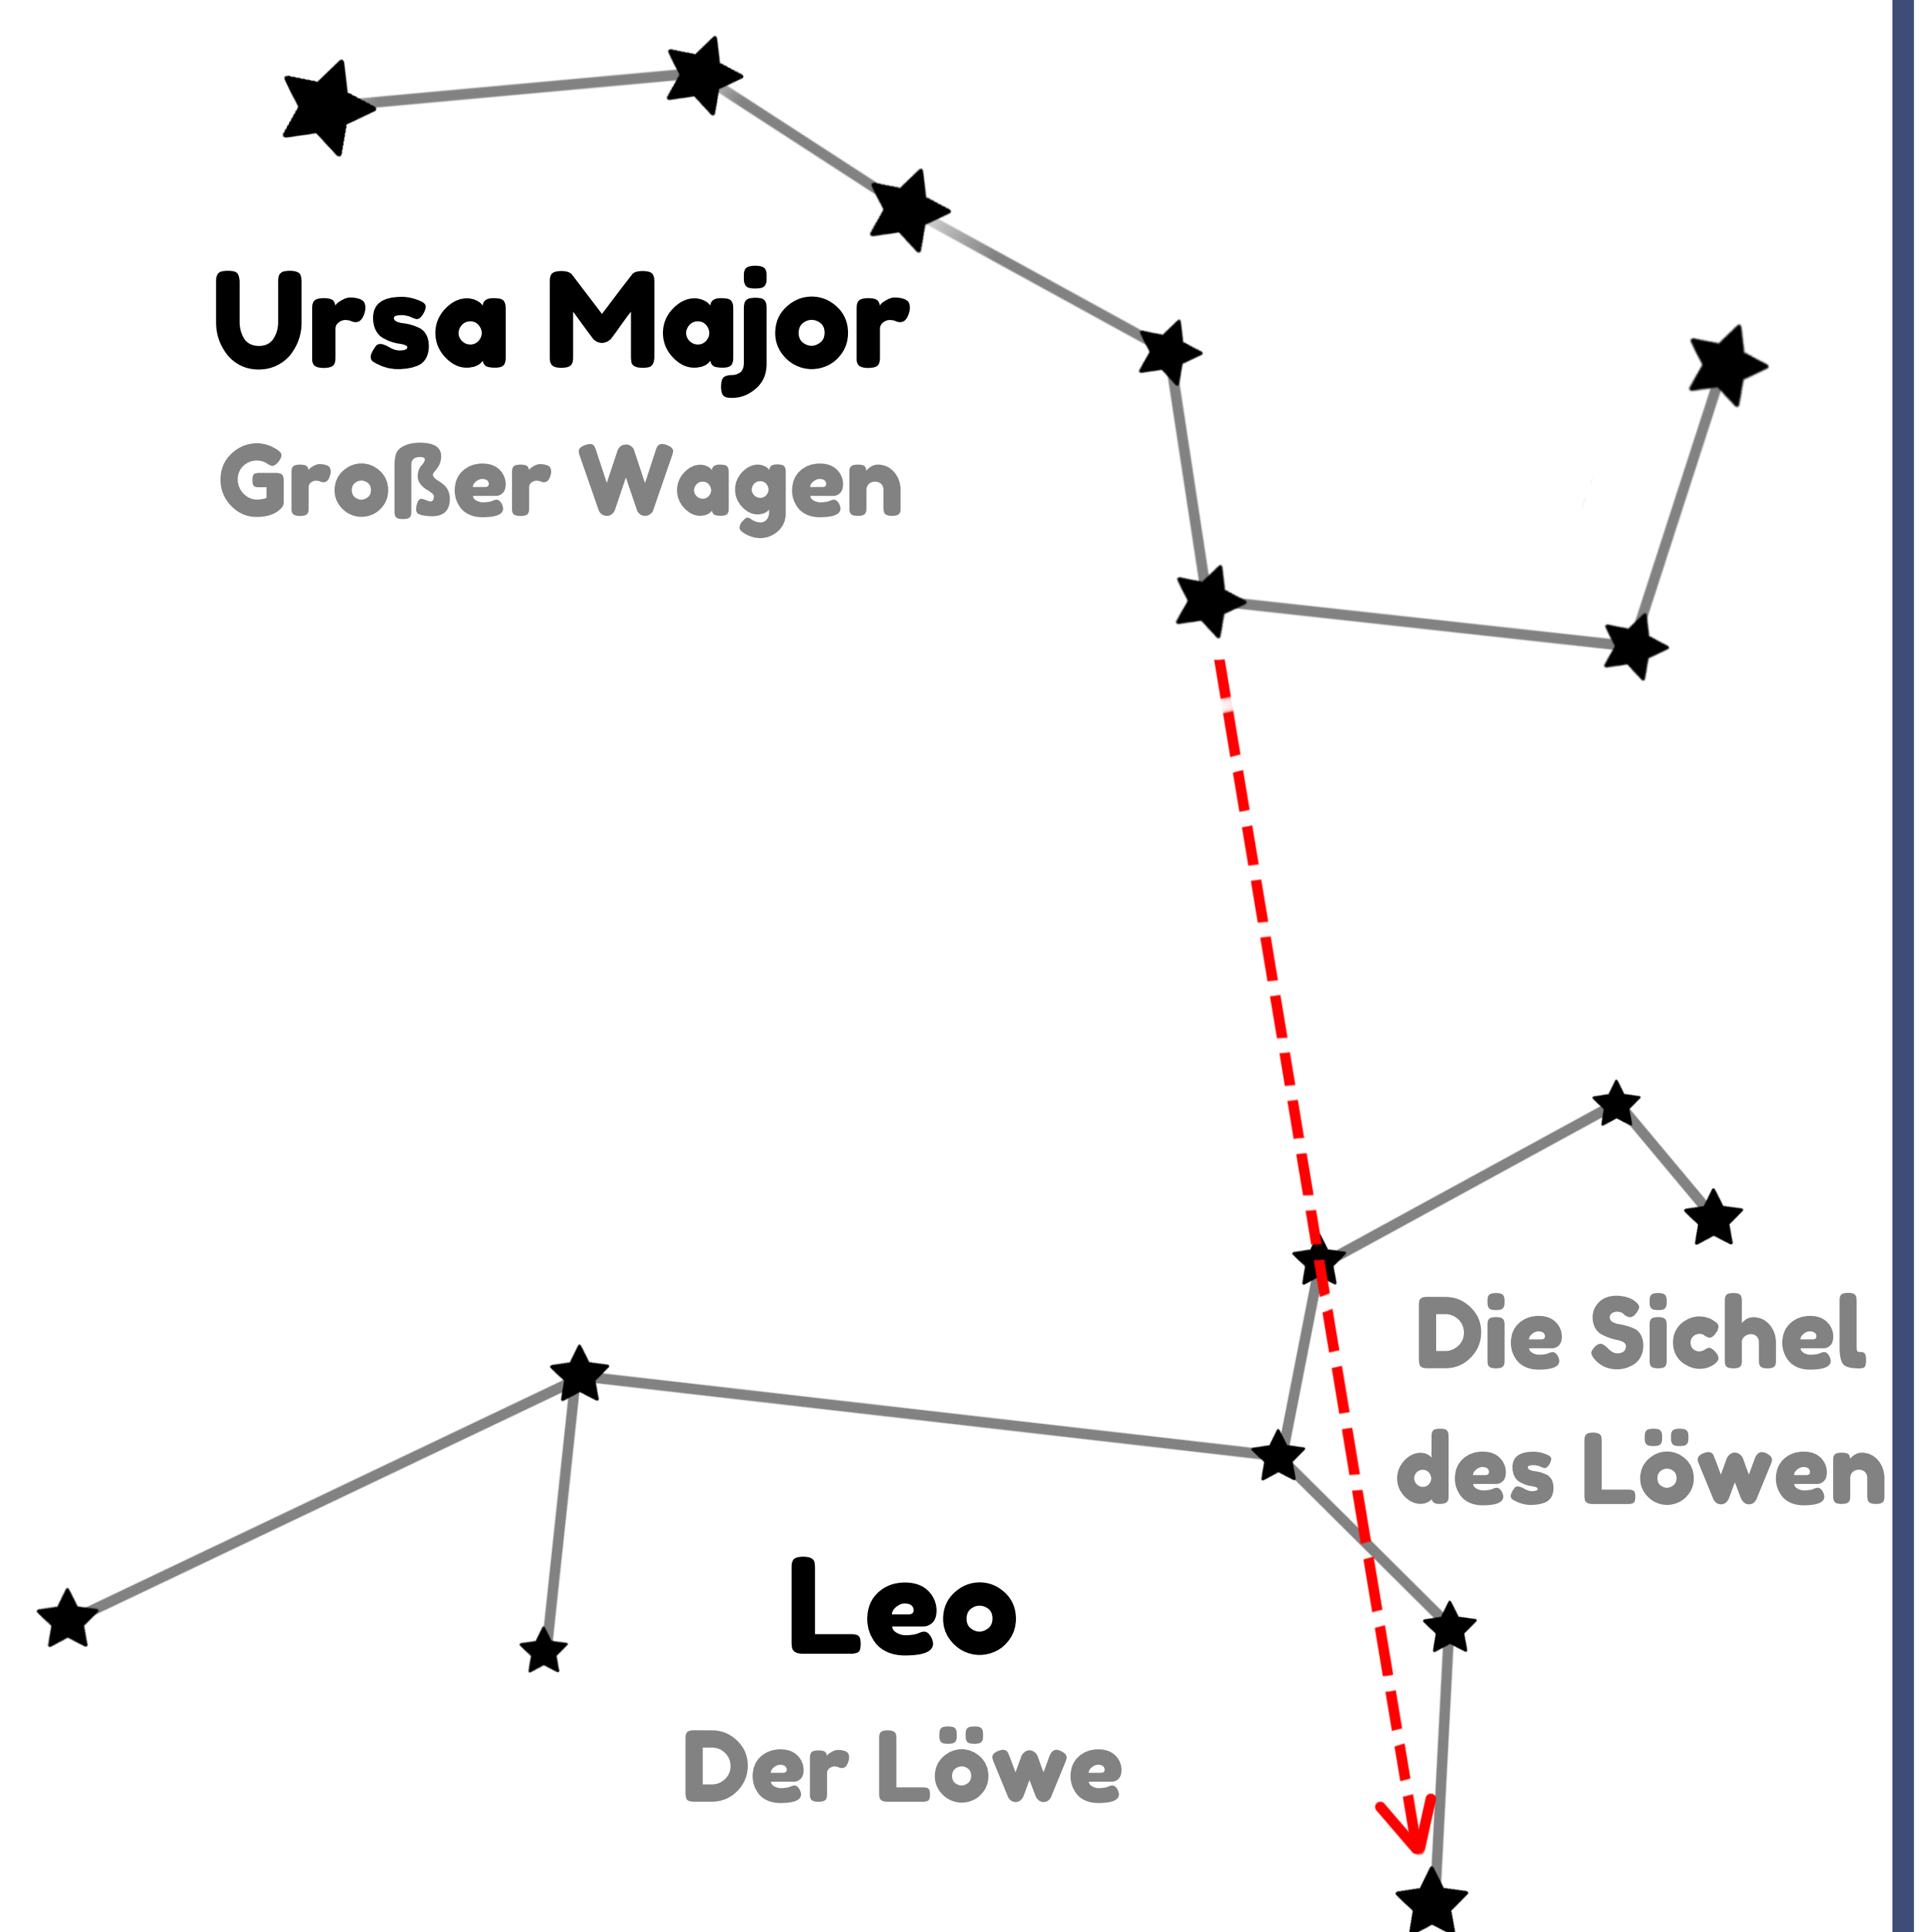 Ursa Major
Großer Wagen
Die Sichel
des Löwen
Leo
Der Löwe